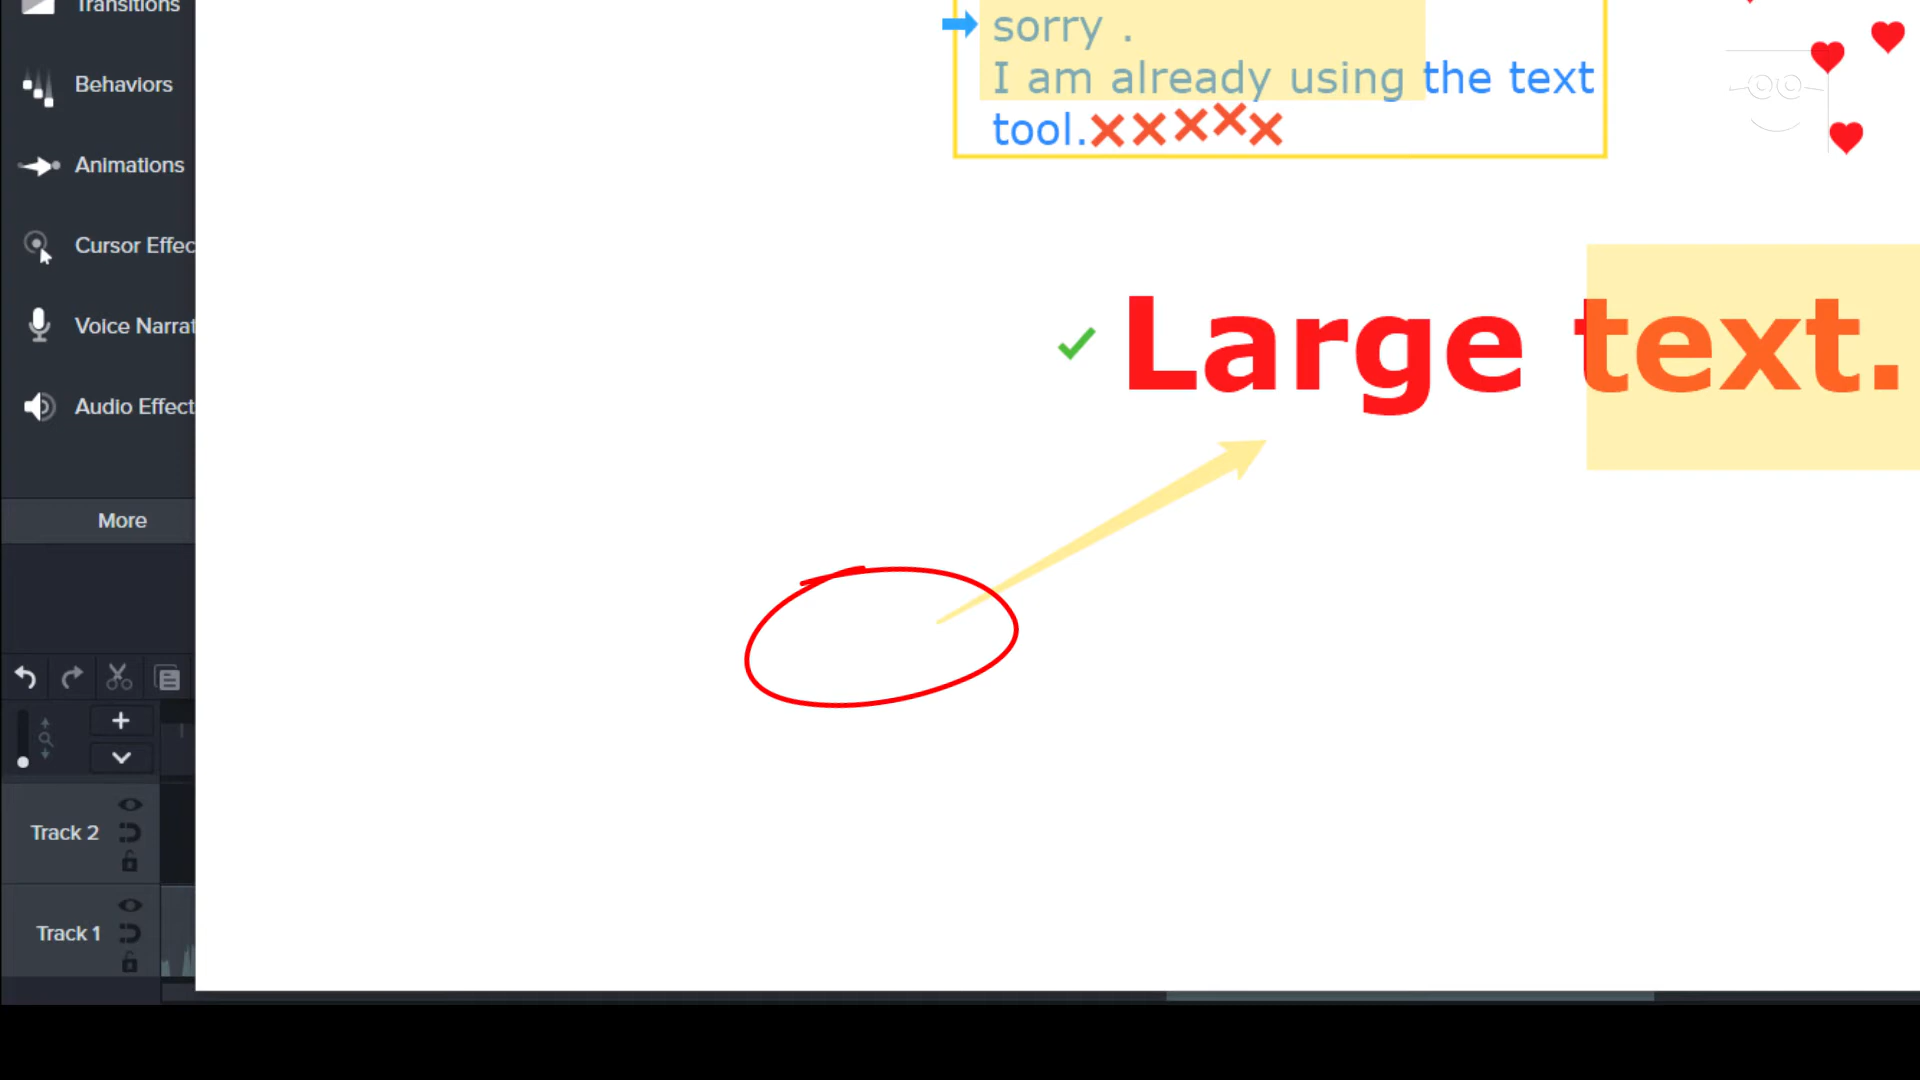 Transitions
Behaviors
Animations
Cursor Effec
Voice Narrat
Audio Effect
More
Track 2
Track 1
sorry .
I am already using the text
tool.
Large text.